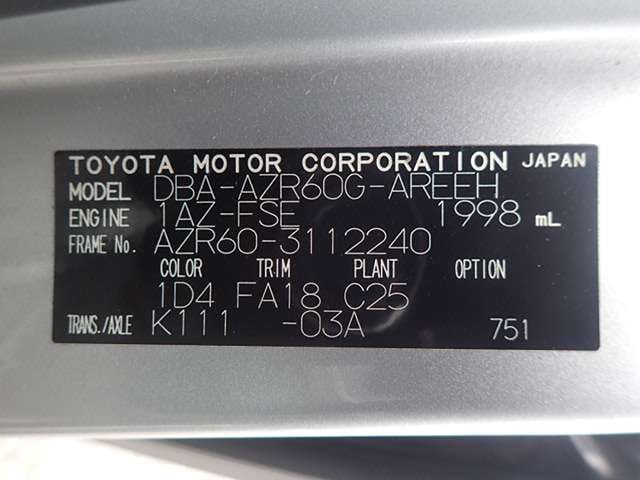 TOYOTA MOTOR CORPORATION JAPAN
MODEL DBA-AZR60G-AREEH
ENGINE 1AZ-FSE 1998 mL
FRAME No. AZR60-3112240
COLOR TRIM PLANT OPTION
1D4 FA18 C25
TRANS./AXLE K111 -03A 751